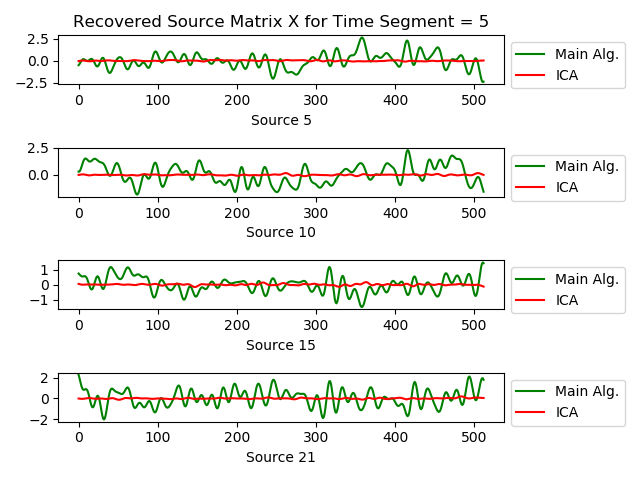 Recovered Source Matrix X for Time Segment = 5
2.5
0.0
−2.5
0 100 200 300 400 500
Source 5
Main Alg.
ICA
2.5
0.0
0 100 200 300 400 500
Source 10
Main Alg.
ICA
1
0
−1
0 100 200 300 400 500
Source 15
Main Alg.
ICA
2
0
−2
0 100 200 300 400 500
Source 21
Main Alg.
ICA